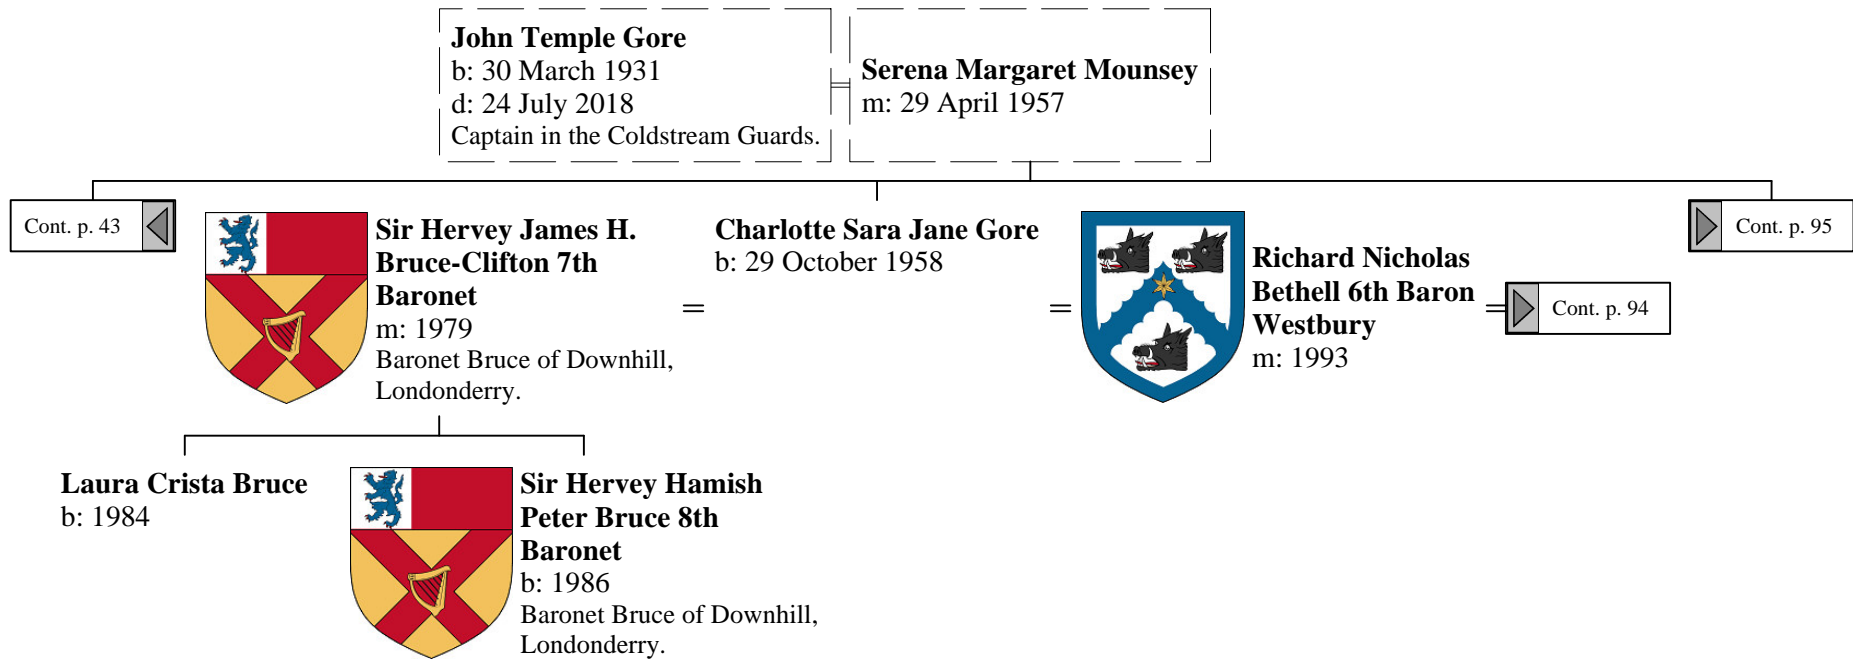 John Temple Gore
b: 30 March 1931
d: 24 July 2018
Captain in the Coldstream Guards.
Serena Margaret Mounsey
m: 29 April 1957
Cont. p. 43
Sir Hervey James H.
Bruce-Clifton 7th
Baronet
m: 1979
Baronet Bruce of Downhill,
Londonderry.
=
Charlotte Sara Jane Gore
b: 29 October 1958
=
Richard Nicholas
Bethell 6th Baron
Westbury
m: 1993
=
Cont. p. 94
Cont. p. 95
Laura Crista Bruce
b: 1984
Sir Hervey Hamish
Peter Bruce 8th
Baronet
b: 1986
Baronet Bruce of Downhill,
Londonderry.